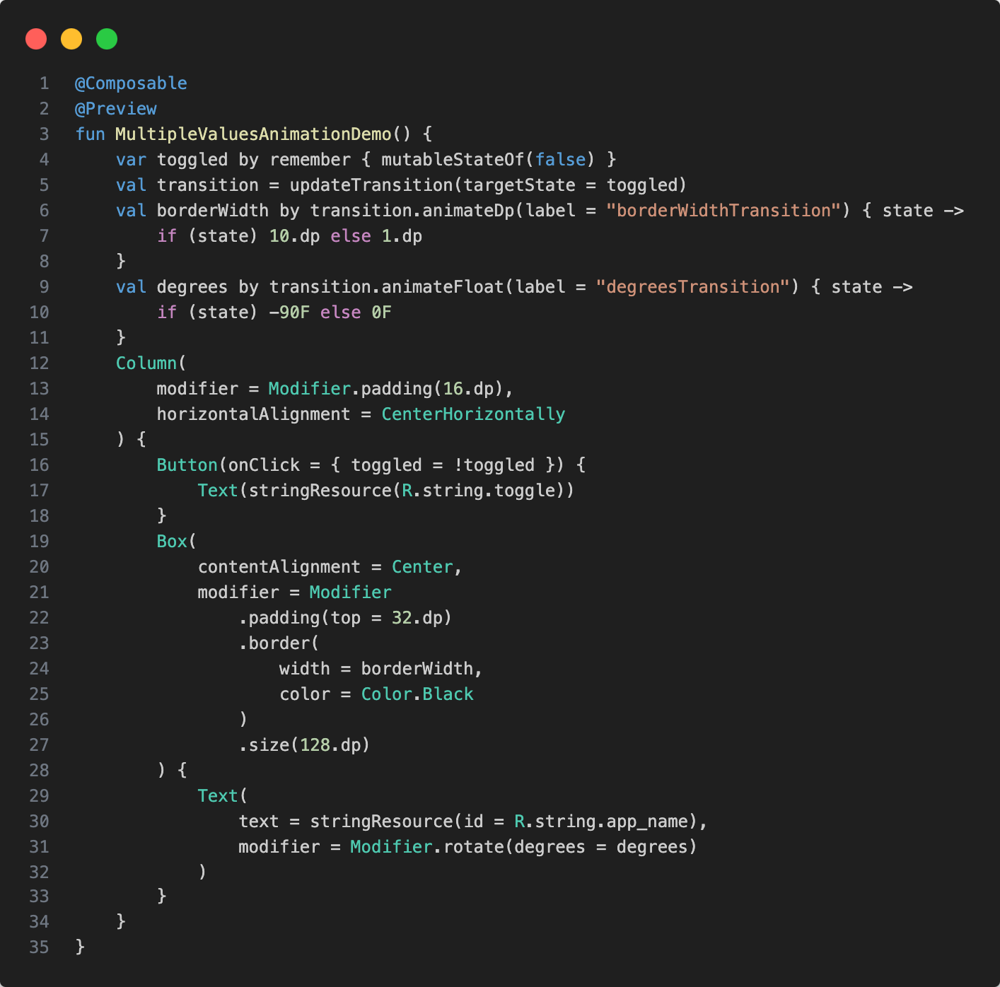 1 @Composable
2 @Preview
3 fun MultipleValuesAnimationDemo() {
4     var toggled by remember { mutableStateOf(false) }
5     val transition = updateTransition(targetState = toggled)
6     val borderWidth by transition.animateDp(label = "borderWidthTransition") { state ->
7         if (state) 10.dp else 1.dp
8     }
9     val degrees by transition.animateFloat(label = "degreesTransition") { state ->
10         if (state) -90F else 0F
11     }
12     Column(
13         modifier = Modifier.padding(16.dp),
14         horizontalAlignment = CenterHorizontally
15     ) {
16         Button(onClick = { toggled = !toggled }) {
17             Text(stringResource(R.string.toggle))
18         }
19         Box(
20             contentAlignment = Center,
21             modifier = Modifier
22                 .padding(top = 32.dp)
23                 .border(
24                     width = borderWidth,
25                     color = Color.Black
26                 )
27                 .size(128.dp)
28         ) {
29             Text(
30                 text = stringResource(id = R.string.app_name),
31                 modifier = Modifier.rotate(degrees = degrees)
32             )
33         }
34     }
35 }